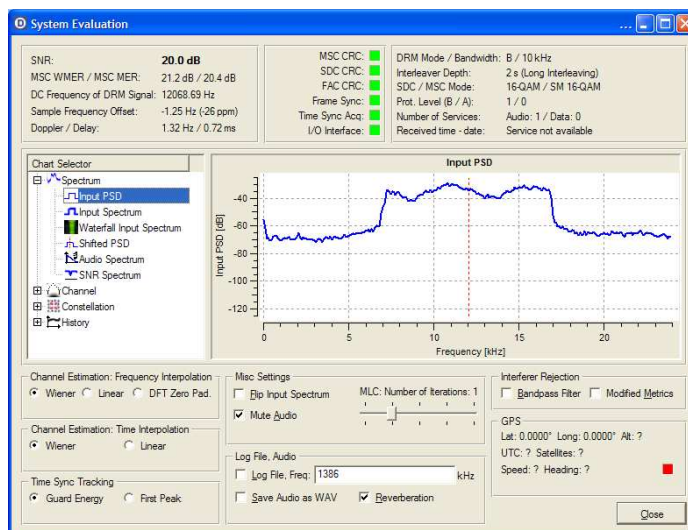 System Evaluation
SNR: 20.0 dB
MSC WMER / MSC MER: 21.2 dB / 20.4 dB
DC Frequency of DRM Signal: 12068.69 Hz
Sample Frequency Offset: -1.25 Hz (-26 ppm)
Doppler / Delay: 1.32 Hz / 0.72 ms
MSC CRC:
SDC CRC:
FAC CRC:
Frame Sync:
Time Sync Acq:
I/O Interface:
DRM Mode / Bandwidth: B / 10 kHz
Interleaver Depth: 2 s (Long Interleaving)
SDC / MSC Mode: 16-QAM / SM 16-QAM
Prot. Level (B / A): 1 / 0
Number of Services: Audio: 1 / Data: 0
Received time - date: Service not available
Chart Selector
Spectrum
Input PSD
Input Spectrum
Waterfall Input Spectrum
Shifted PSD
Audio Spectrum
SNR Spectrum
Channel
Constellation
History
Input PSD
Input PSD [dB]
-40
-60
-80
-100
-120
0 5 10 15 20
Frequency [kHz]
Channel Estimation: Frequency Interpolation
Wiener Linear DFT Zero Pad.
Channel Estimation: Time Interpolation
Wiener Linear
Time Sync Tracking
Guard Energy First Peak
Misc Settings
Flip Input Spectrum
Mute Audio
MLC: Number of Iterations: 1
Log File, Audio
Log File, Freq: 1386 kHz
Save Audio as WAV Reverberation
Interferer Rejection
Bandpass Filter Modified Metrics
GPS
Lat: 0.0000° Long: 0.0000° Alt: ?
UTC: ? Satellites: ?
Speed: ? Heading: ?
Close